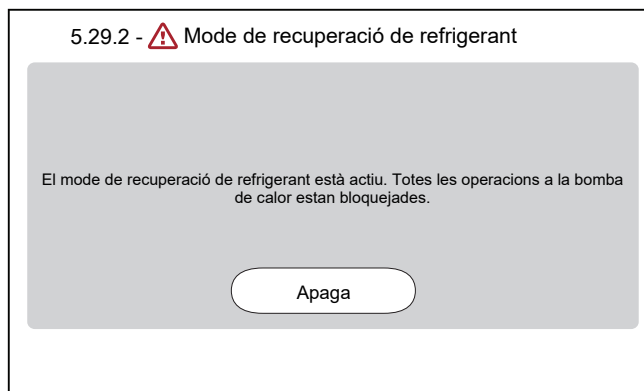 5.29.2 - Mode de recuperació de refrigerant
El mode de recuperació de refrigerant està actiu. Totes les operacions a la bomba
de calor estan bloquejades.
Apaga